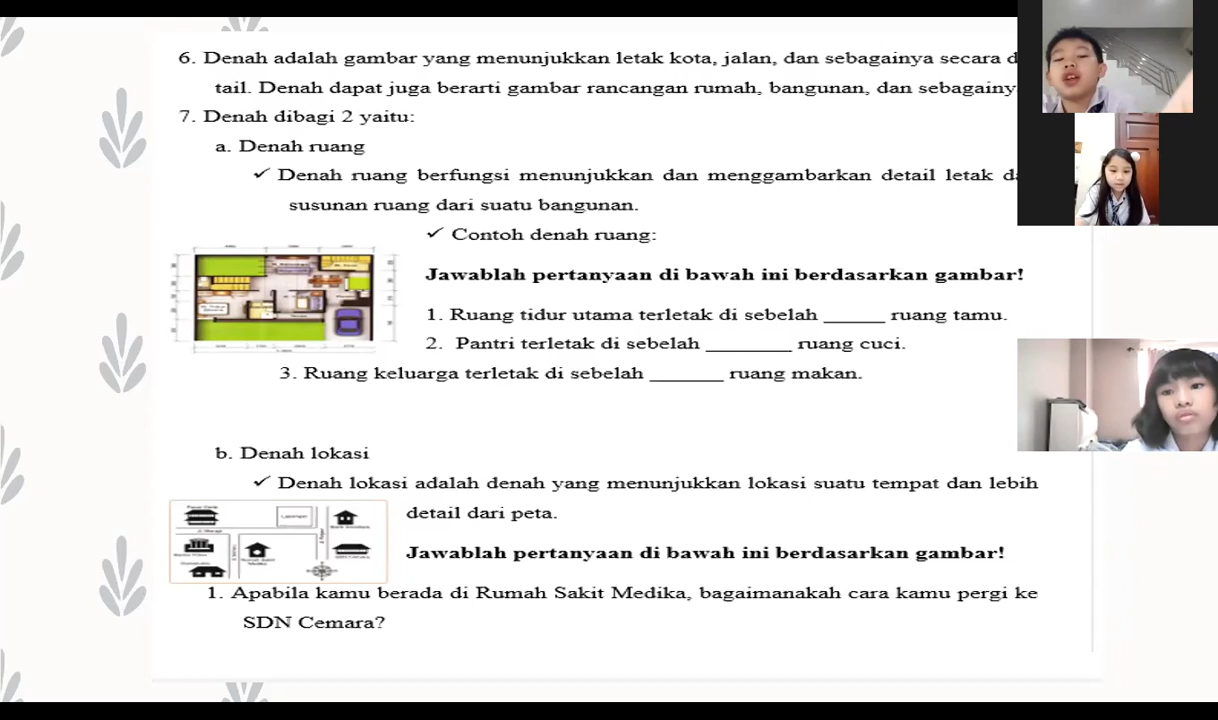 6. Denah adalah gambar yang menunjukkan letak kota, jalan, dan sebagainya secara d
tail. Denah dapat juga berarti gambar rancangan rumah, bangunan, dan sebagainy
7. Denah dibagi 2 yaitu:
a. Denah ruang
✓ Denah ruang berfungsi menunjukkan dan menggambarkan detail letak d
susunan ruang dari suatu bangunan.
✓ Contoh denah ruang:
Jawablah pertanyaan di bawah ini berdasarkan gambar!
1. Ruang tidur utama terletak di sebelah ______ ruang tamu.
2. Pantri terletak di sebelah ________ ruang cuci.
3. Ruang keluarga terletak di sebelah _______ ruang makan.
b. Denah lokasi
✓ Denah lokasi adalah denah yang menunjukkan lokasi suatu tempat dan lebih
detail dari peta.
Jawablah pertanyaan di bawah ini berdasarkan gambar!
1. Apabila kamu berada di Rumah Sakit Medika, bagaimanakah cara kamu pergi ke
SDN Cemara?